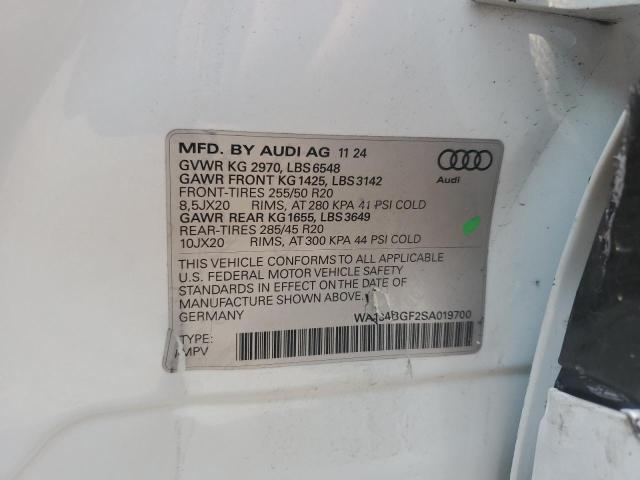 MFD. BY AUDI AG 11 24
GVWR KG 2970, LBS 6548
GAWR FRONT KG 1425, LBS 3142
FRONT-TIRES 255/50 R20
8,5JX20 RIMS, AT 280 KPA 41 PSI COLD
GAWR REAR KG 1655, LBS 3649
REAR-TIRES 285/45 R20
10JX20 RIMS, AT 300 KPA 44 PSI COLD
Audi
THIS VEHICLE CONFORMS TO ALL APPLICABLE
U.S. FEDERAL MOTOR VEHICLE SAFETY
STANDARDS IN EFFECT ON THE DATE OF
MANUFACTURE SHOWN ABOVE.
GERMANY
TYPE:
MPV